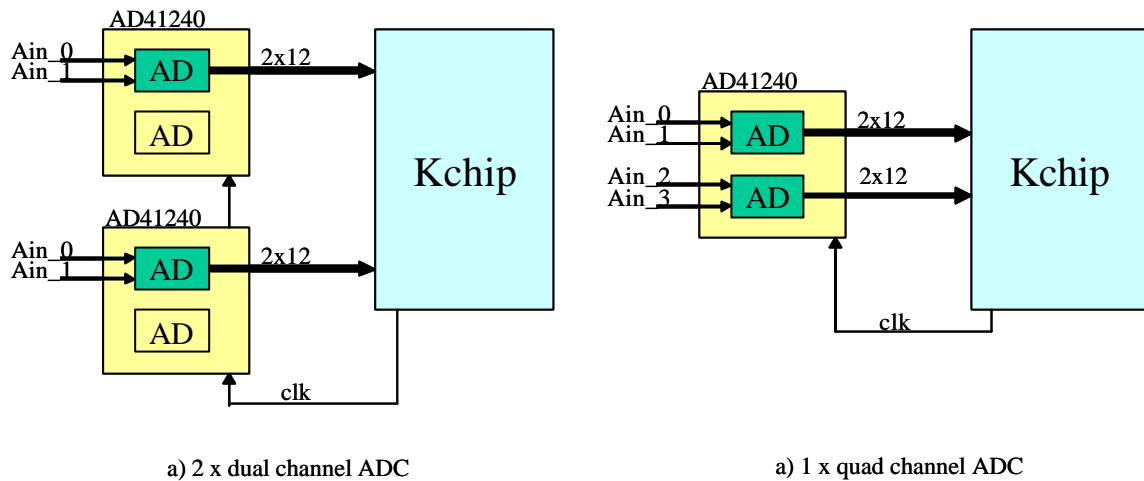 AD41240
Ain_0
Ain_1
AD
2x12
AD
AD41240
Ain_0
Ain_1
AD
2x12
AD
Kchip
clk
a) 2 x dual channel ADC
AD41240
Ain_0
Ain_1
AD
2x12
Ain_2
Ain_3
AD
2x12
Kchip
clk
a) 1 x quad channel ADC